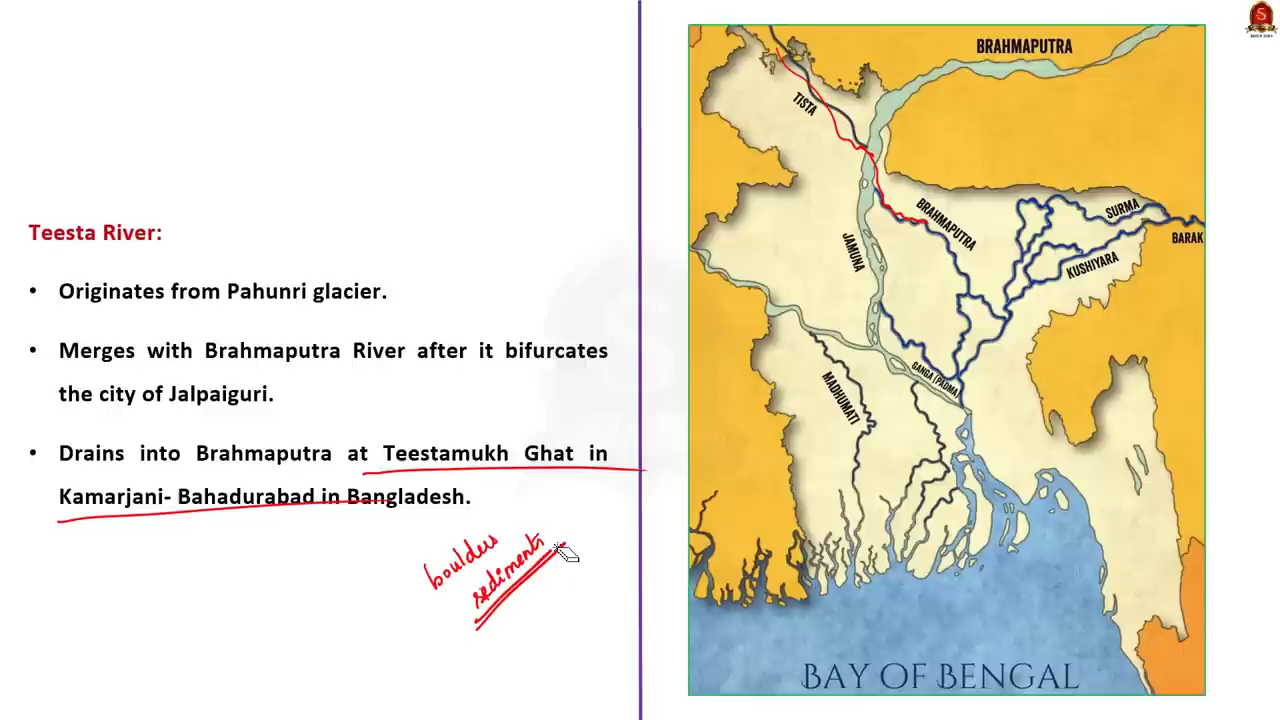 Teesta River:
• Originates from Pahunri glacier.
• Merges with Brahmaputra River after it bifurcates
the city of Jalpaiguri.
• Drains into Brahmaputra at Teestamukh Ghat in
Kamarjani- Bahadurabad in Bangladesh.
boulders
sediments
BRAHMAPUTRA
TISTA
BRAHMAPUTRA
SURMA
BARAK
JAMUNA
KUSHIYARA
GANGA (PADMA)
MADHUMATI
BAY OF BENGAL